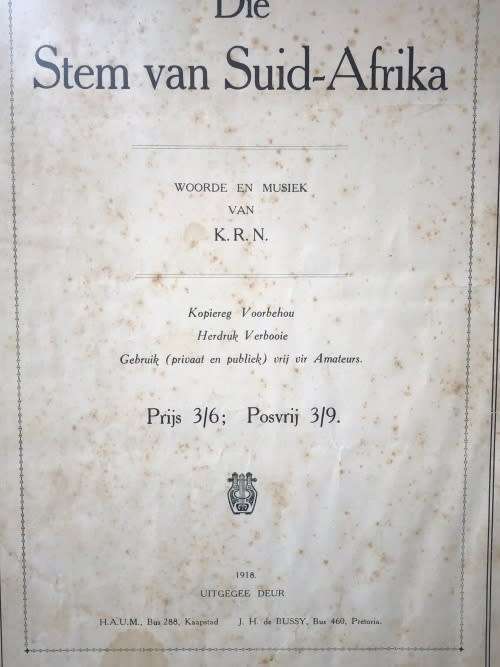 Die
Stem van Suid-Afrika
WOORDE EN MUSIEK
VAN
K. R. N.
Kopiereg Voorbehou
Herdruk Verbooie
Gebruik (privaat en publiek) vrij vir Amateurs.
Prijs 3/6; Posvrij 3/9.
1918.
UITGEGEE DEUR
H.A.U.M., Bus 288, Kaapstad J. H. de BUSSY, Bus 460, Pretoria.